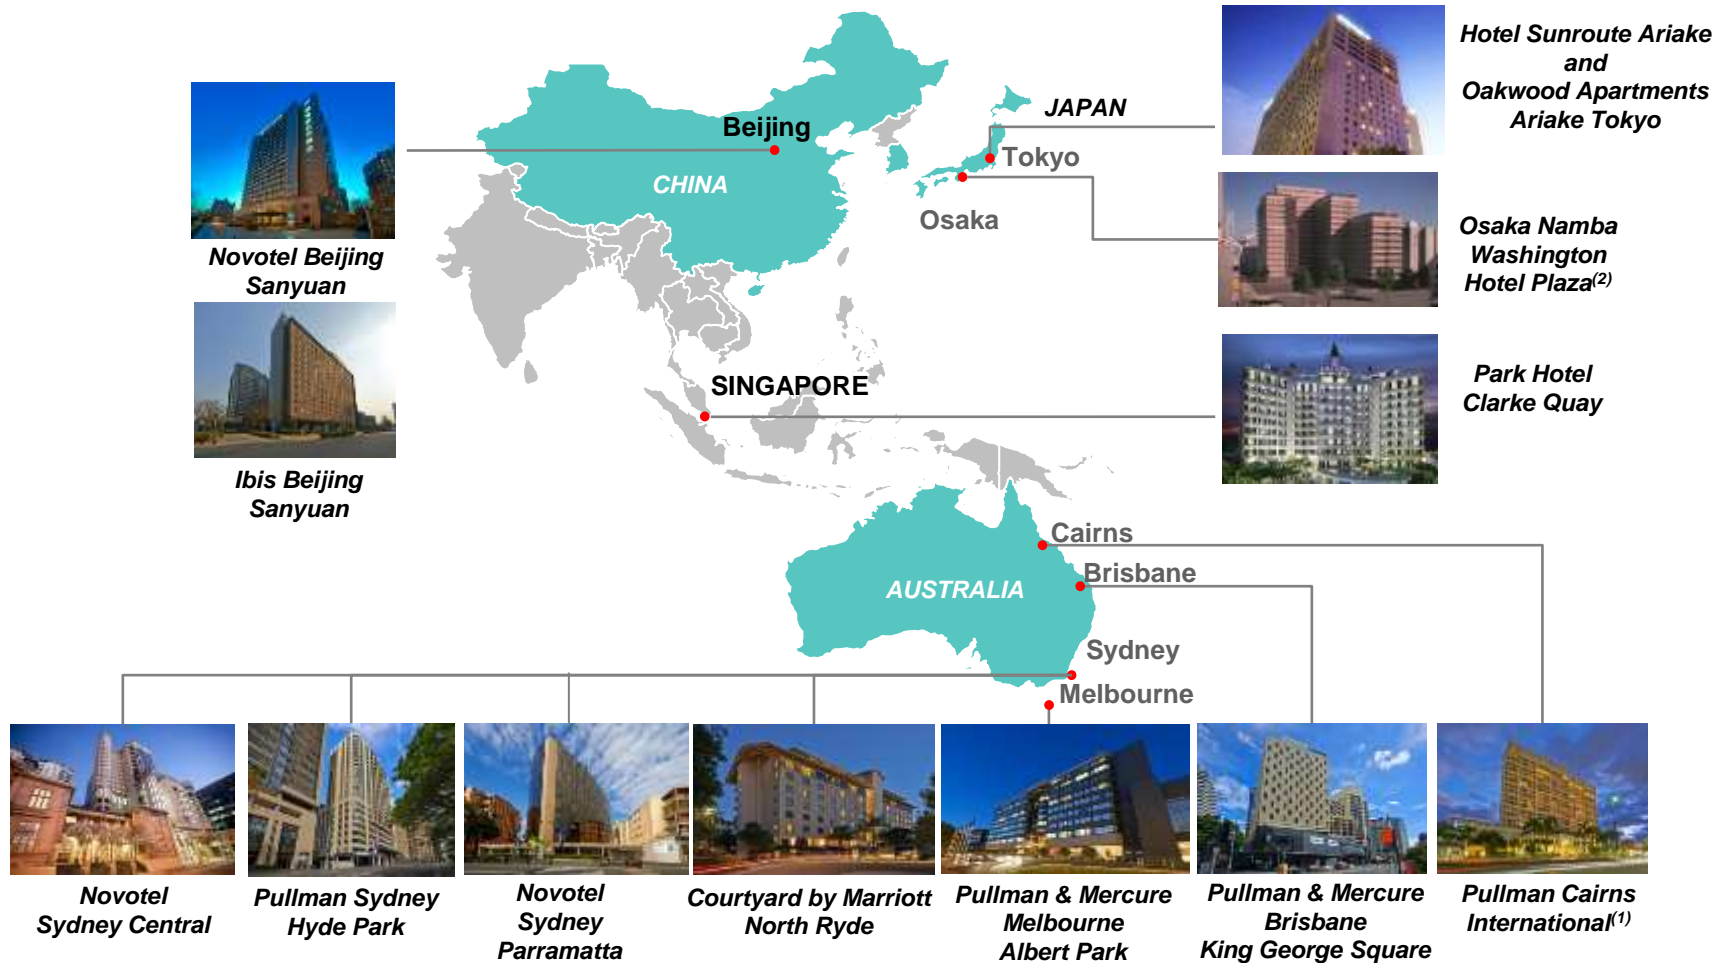 Hotel Sunroute Ariake
and
Oakwood Apartments
Ariake Tokyo
JAPAN
Beijing
Tokyo
CHINA
Osaka
Osaka Namba
Washington
Hotel Plaza(2)
Novotel Beijing
Sanyuan
SINGAPORE
Park Hotel
Clarke Quay
Ibis Beijing
Sanyuan
Cairns
Brisbane
AUSTRALIA
Sydney
Melbourne
Novotel
Sydney Central
Pullman Sydney
Hyde Park
Novotel
Sydney
Parramatta
Courtyard by Marriott
North Ryde
Pullman & Mercure
Melbourne
Albert Park
Pullman & Mercure
Brisbane
King George Square
Pullman Cairns
International(1)